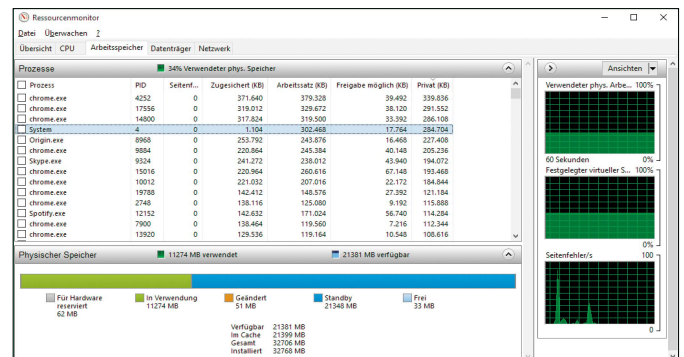 Ressourcenmonitor
Datei Überwachen ?
Übersicht CPU Arbeitsspeicher Datenträger Netzwerk
Prozesse 34% Verwendeter phys. Speicher
Prozess PID Seitenf... Zugesichert (KB) Arbeitssatz (KB) Freigabe möglich (KB) Privat (KB)
chrome.exe 4252 0 371.640 379.328 39.492 339.836
chrome.exe 17556 0 319.012 329.672 38.120 291.552
chrome.exe 14800 0 317.824 319.500 33.392 286.108
System 4 0 1.104 302.468 17.764 284.704
Origin.exe 8968 0 253.792 243.876 16.468 227.408
chrome.exe 9884 0 220.864 245.384 40.148 205.236
Skype.exe 9324 0 241.272 238.012 43.940 194.072
chrome.exe 15016 0 220.964 260.616 67.148 193.468
chrome.exe 10012 0 221.032 207.016 22.172 184.844
chrome.exe 19788 0 142.412 148.576 27.392 121.184
chrome.exe 2748 0 138.116 125.080 9.192 115.888
Spotify.exe 12152 0 142.632 171.024 56.740 114.284
chrome.exe 7900 0 138.464 119.560 7.216 112.344
chrome.exe 13920 0 129.536 119.164 10.548 108.616
Physischer Speicher 11274 MB verwendet 21381 MB verfügbar
Für Hardware reserviert 62 MB
In Verwendung 11274 MB
Geändert 51 MB
Standby 21348 MB
Frei 33 MB
Verfügbar 21381 MB
Im Cache 21399 MB
Gesamt 32706 MB
Installiert 32768 MB
Ansichten
Verwendeter phys. Arbe... 100%
60 Sekunden 0%
Festgelegter virtueller S... 100%
0%
Seitenfehler/s 100
0